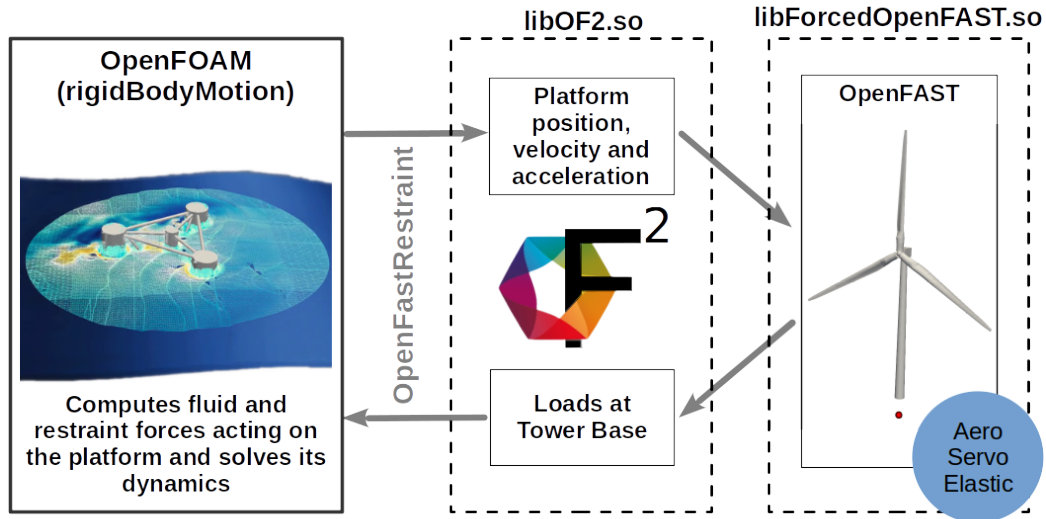 libOF2.so
libForcedOpenFAST.so
OpenFOAM
(rigidBodyMotion)
Computes fluid and
restraint forces acting on
the platform and solves its
dynamics
OpenFastRestraint
Platform
position,
velocity and
acceleration
F2
Loads at
Tower Base
OpenFAST
Aero
Servo
Elastic